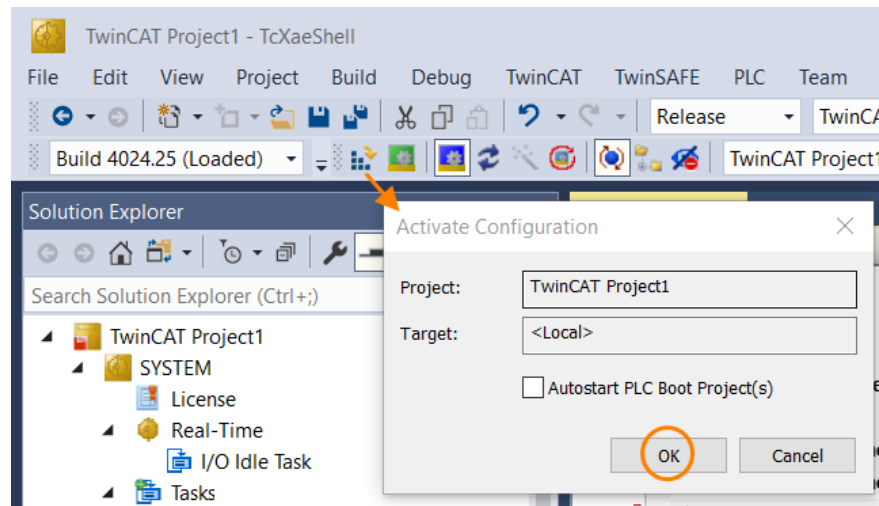 TwinCAT Project1 - TcXaeShell
File Edit View Project Build Debug TwinCAT TwinSAFE PLC Team
Release
Build 4024.25 (Loaded) TwinCAT Project1
Solution Explorer
Search Solution Explorer (Ctrl+;)
TwinCAT Project1
SYSTEM
License
Real-Time
I/O Idle Task
Tasks
Activate Configuration
Project: TwinCAT Project1
Target: <Local>
Autostart PLC Boot Project(s)
OK Cancel